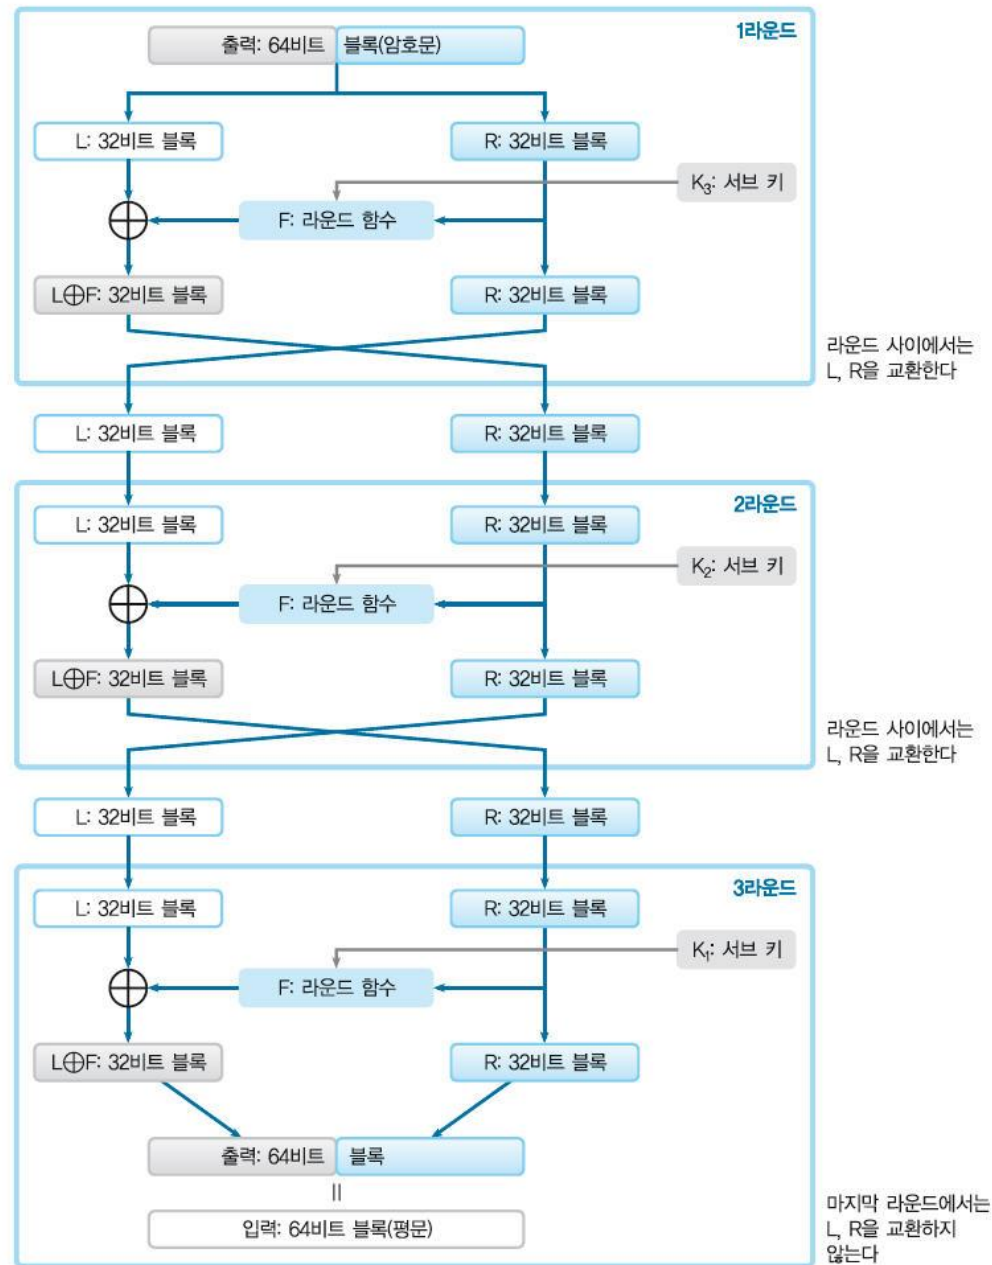 1라운드
출력: 64비트 블록(암호문)
L: 32비트 블록
R: 32비트 블록
K₃: 서브 키
F: 라운드 함수
L⊕F: 32비트 블록
R: 32비트 블록
라운드 사이에서는
L, R을 교환한다
L: 32비트 블록
R: 32비트 블록
2라운드
L: 32비트 블록
R: 32비트 블록
K₂: 서브 키
F: 라운드 함수
L⊕F: 32비트 블록
R: 32비트 블록
라운드 사이에서는
L, R을 교환한다
L: 32비트 블록
R: 32비트 블록
3라운드
L: 32비트 블록
R: 32비트 블록
K₁: 서브 키
F: 라운드 함수
L⊕F: 32비트 블록
R: 32비트 블록
출력: 64비트 블록
=
입력: 64비트 블록(평문)
마지막 라운드에서는
L, R을 교환하지
않는다